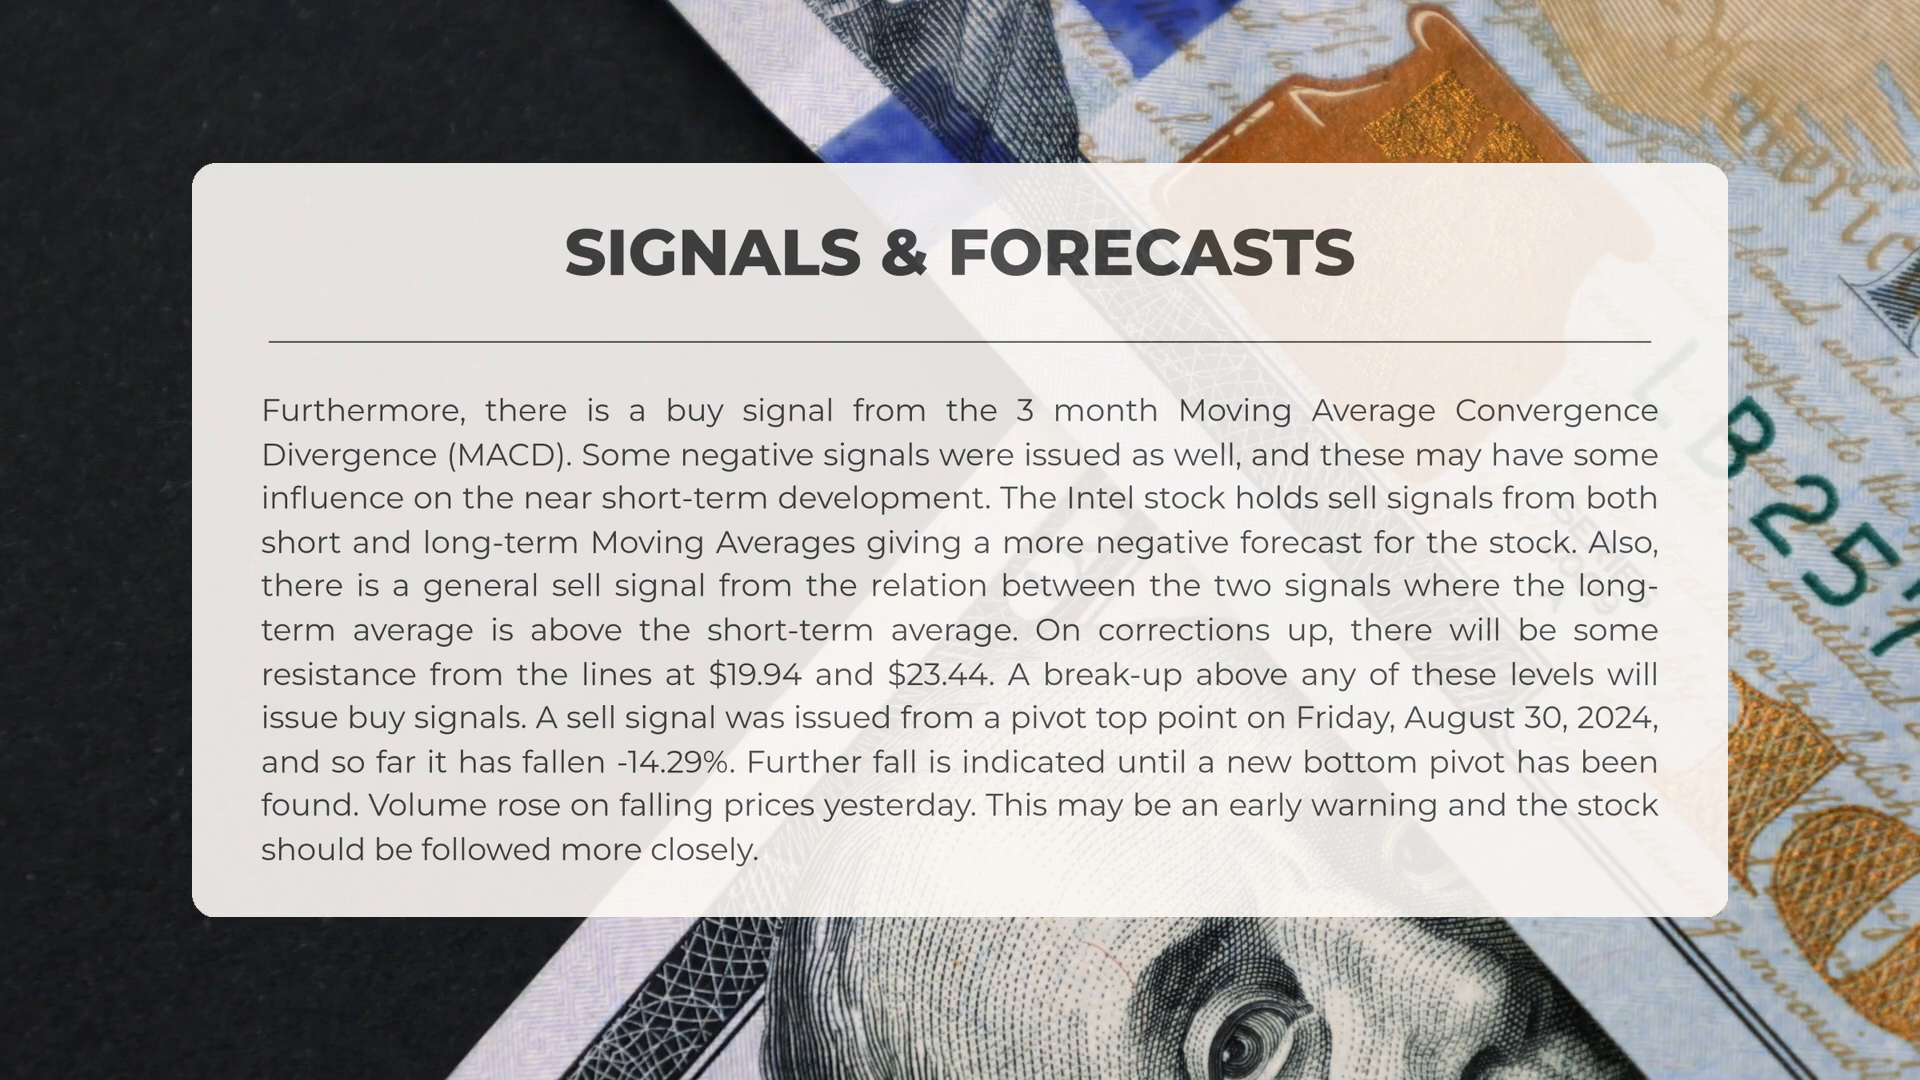 SIGNALS & FORECASTS
Furthermore, there is a buy signal from the 3 month Moving Average Convergence
Divergence (MACD). Some negative signals were issued as well, and these may have some
influence on the near short-term development. The Intel stock holds sell signals from both
short and long-term Moving Averages giving a more negative forecast for the stock. Also,
there is a general sell signal from the relation between the two signals where the long-
term average is above the short-term average. On corrections up, there will be some
resistance from the lines at $19.94 and $23.44. A break-up above any of these levels will
issue buy signals. A sell signal was issued from a pivot top point on Friday, August 30, 2024,
and so far it has fallen -14.29%. Further fall is indicated until a new bottom pivot has been
found. Volume rose on falling prices yesterday. This may be an early warning and the stock
should be followed more closely.